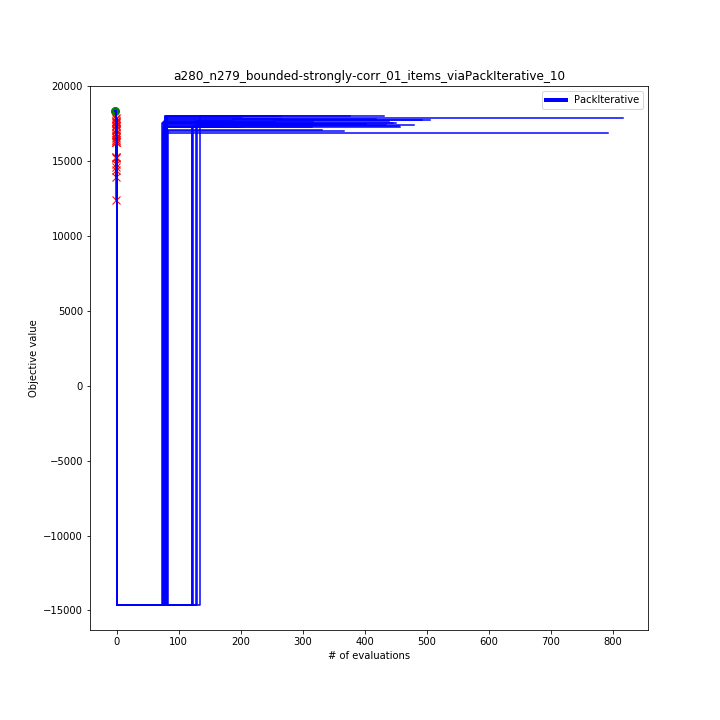 a280_n279_bounded-strongly-corr_01_items_viaPackIterative_10
PackIterative
20000
15000
10000
5000
0
−5000
−10000
−15000
Objective value
0 100 200 300 400 500 600 700 800
# of evaluations